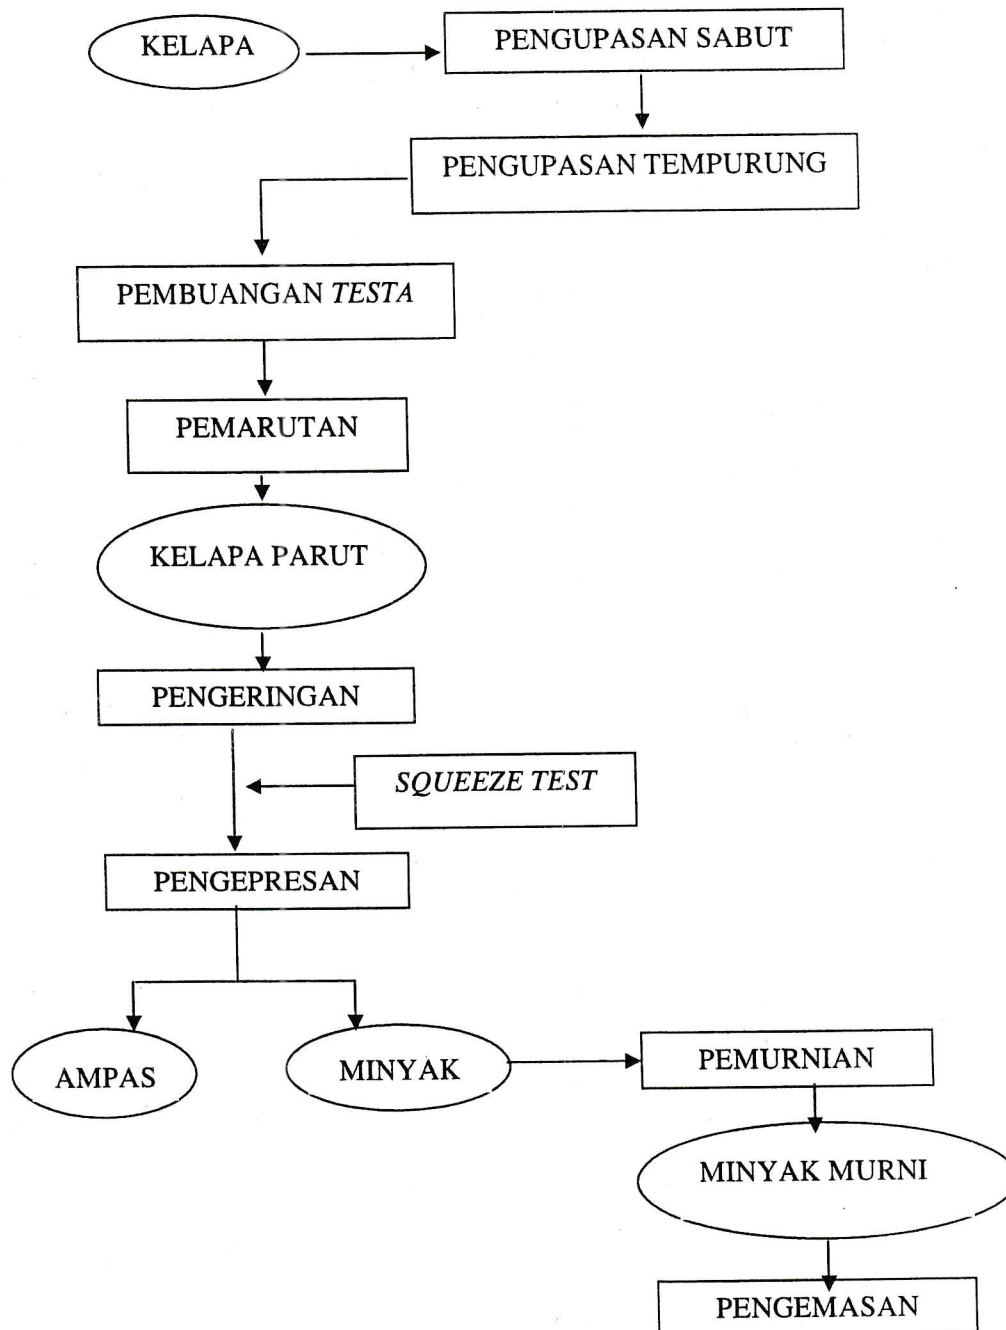 KELAPA
PENGUPASAN SABUT
PENGUPASAN TEMPURUNG
PEMBUANGAN TESTA
PEMARUTAN
KELAPA PARUT
PENGERINGAN
SQUEEZE TEST
PENGEPRESAN
AMPAS
MINYAK
PEMURNIAN
MINYAK MURNI
PENGEMASAN